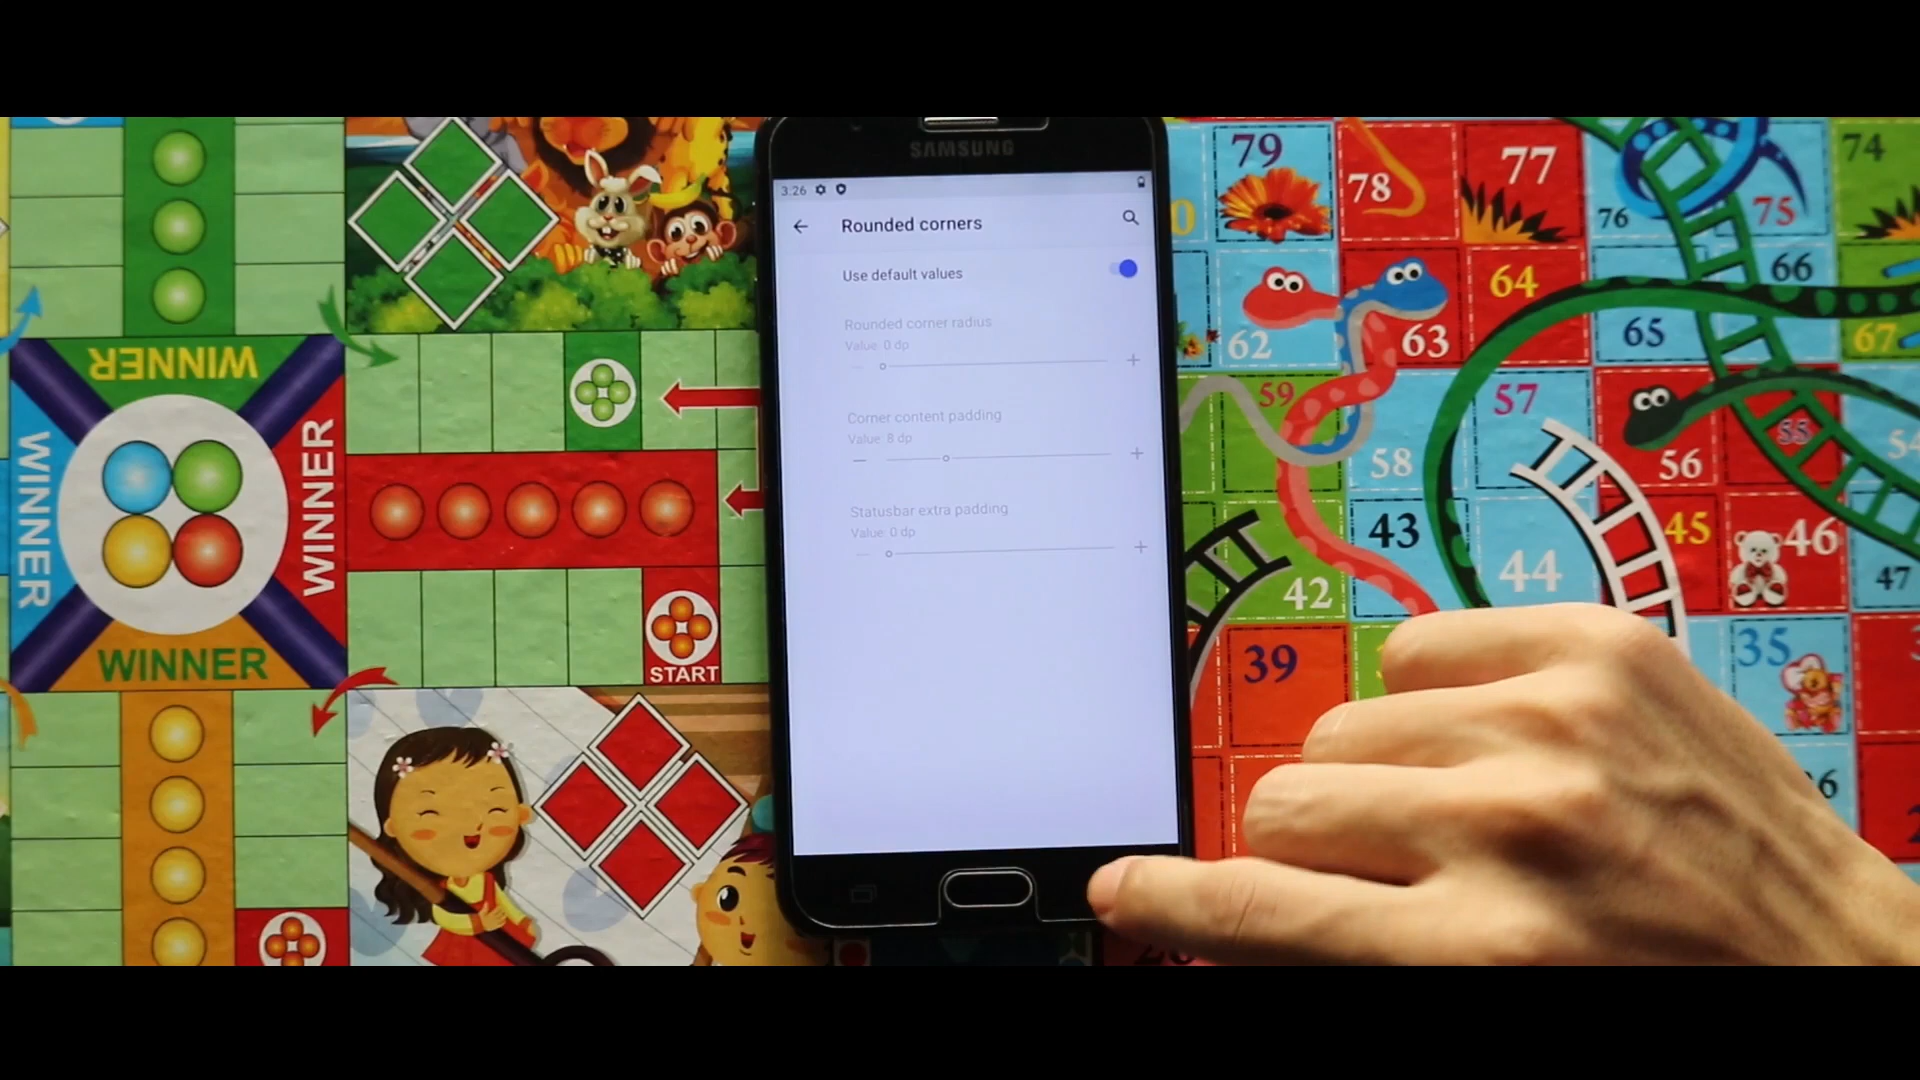 SAMSUNG
3.26
Rounded corners
Use default values
Rounded corner radius
Value: 0 dp
Corner content padding
Value: 8 dp
Statusbar extra padding
Value: 0 dp
WINNER
WINNER
WINNER
WINNER
START
79
78
77
76
75
74
62
63
64
65
66
67
59
58
57
56
55
42
43
44
45
46
47
39
35